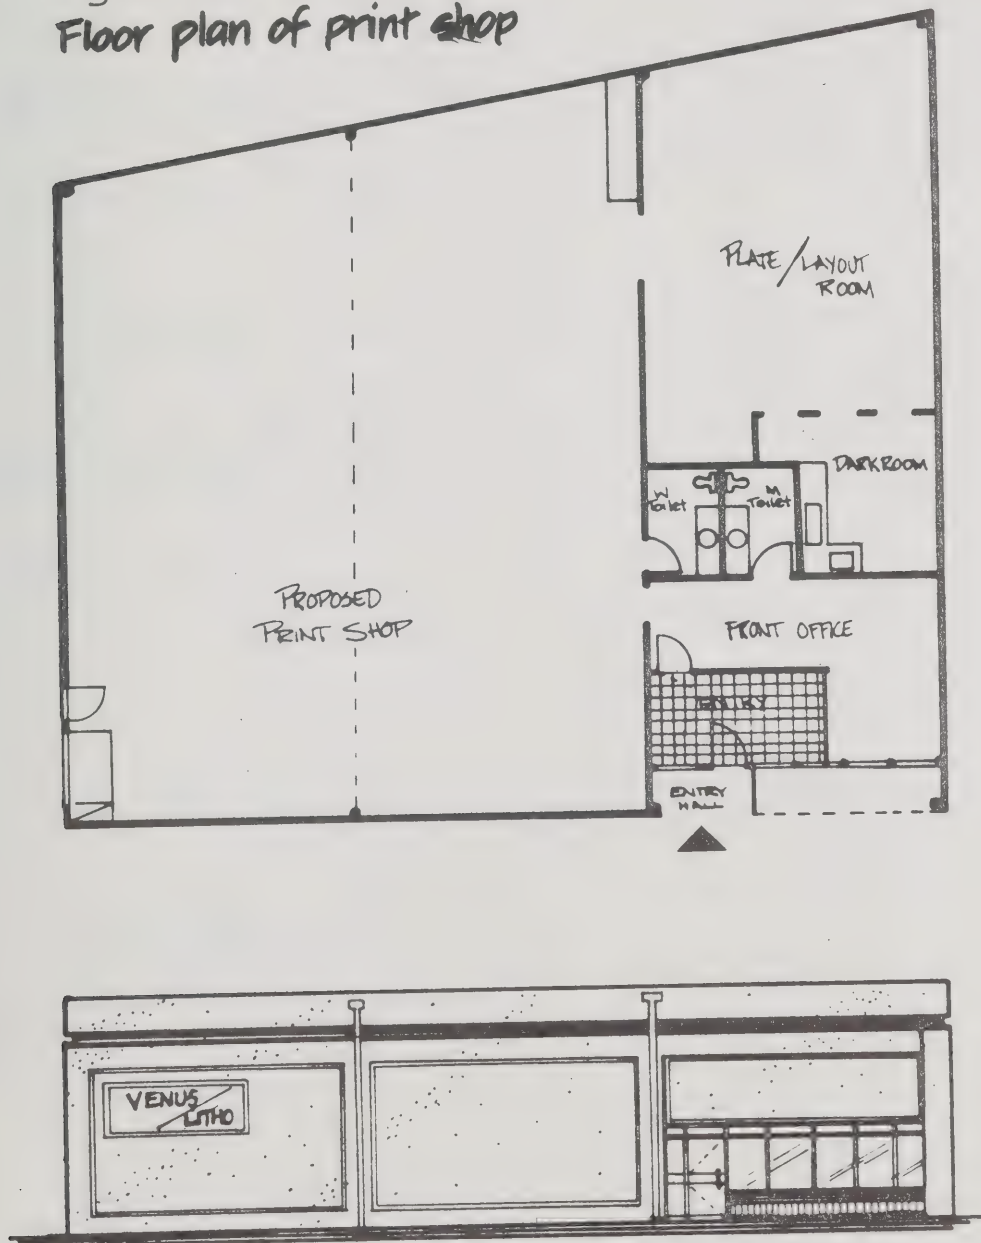 Floor plan of print shop
PLATE/LAYOUT
ROOM
DARKROOM
W
Toilet
M
Toilet
PROPOSED
PRINT SHOP
FRONT OFFICE
ENTRY
ENTRY
HALL
VENUS
LITHO